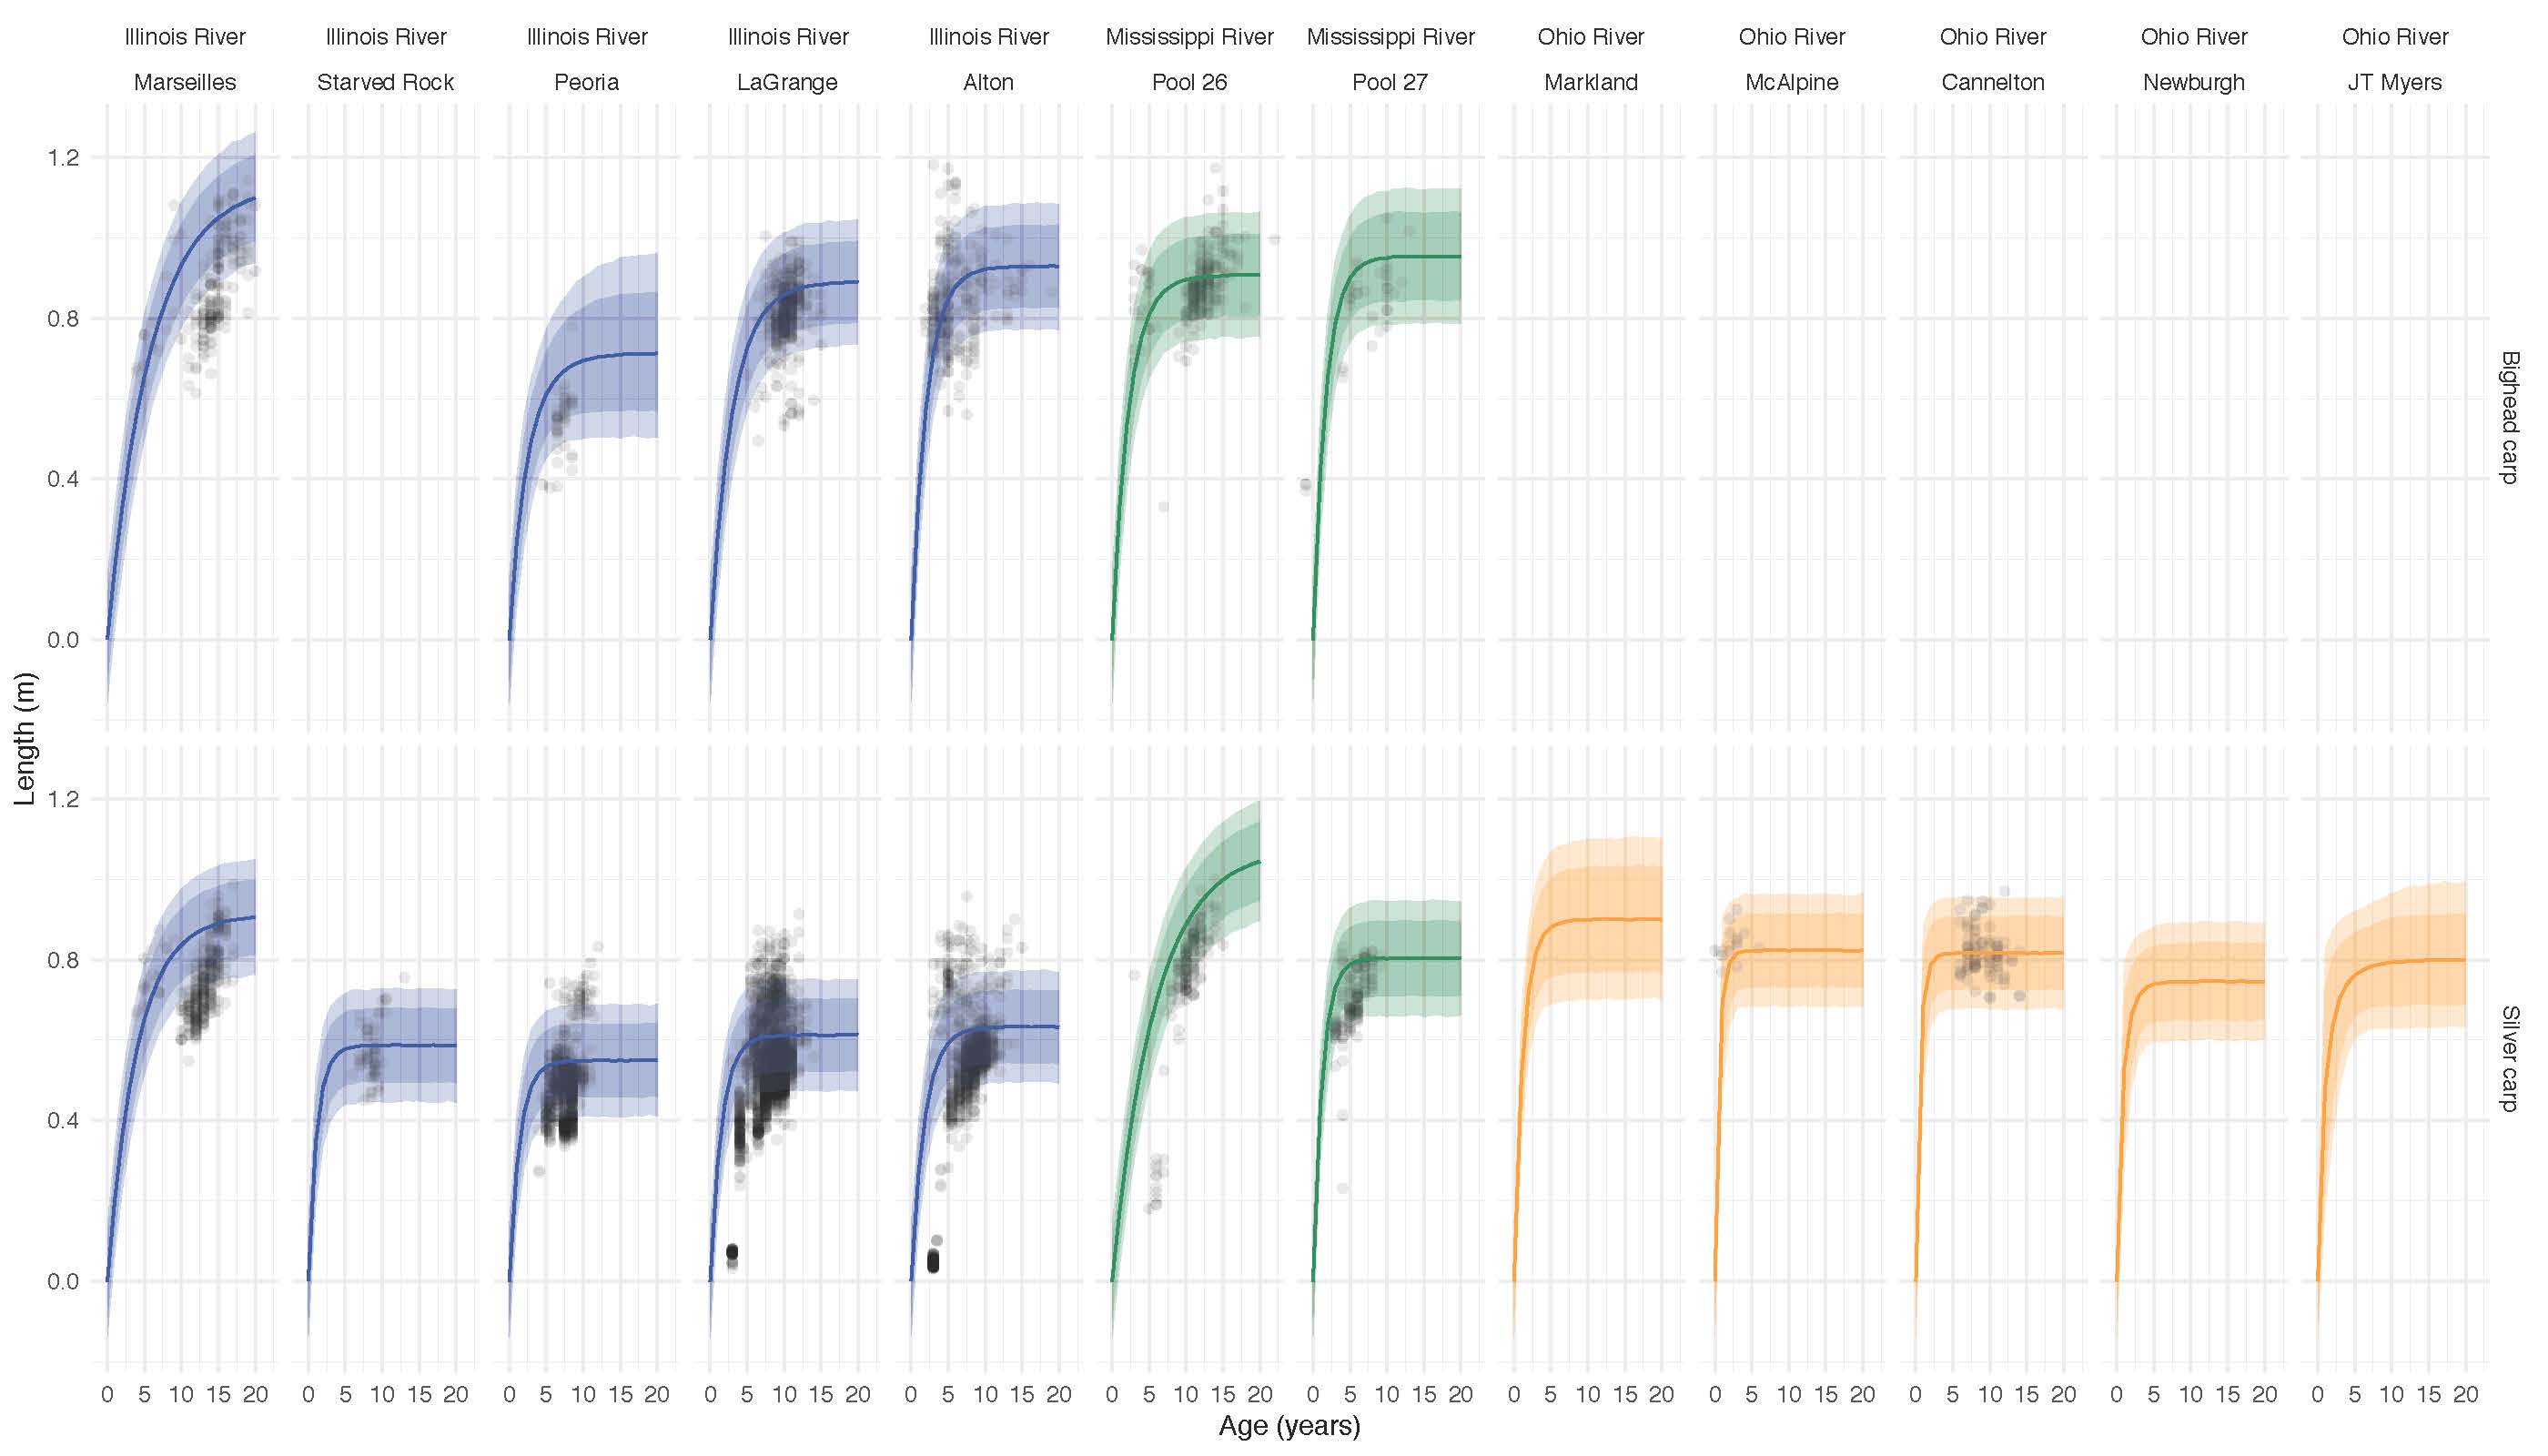 Illinois River Illinois River Illinois River Illinois River Illinois River Mississippi River Mississippi River Ohio River Ohio River Ohio River Ohio River Ohio River
Marseilles Starved Rock Peoria LaGrange Alton Pool 26 Pool 27 Markland McAlpine Cannelton Newburgh JT Myers
1.2
0.8
0.4
0.0
Bighead carp
Length (m)
1.2
0.8
0.4
0.0
Silver carp
0 5 10 15 20 0 5 10 15 20 0 5 10 15 20 0 5 10 15 20 0 5 10 15 20 0 5 10 15 20 0 5 10 15 20 0 5 10 15 20 0 5 10 15 20 0 5 10 15 20 0 5 10 15 20 0 5 10 15 20
Age (years)